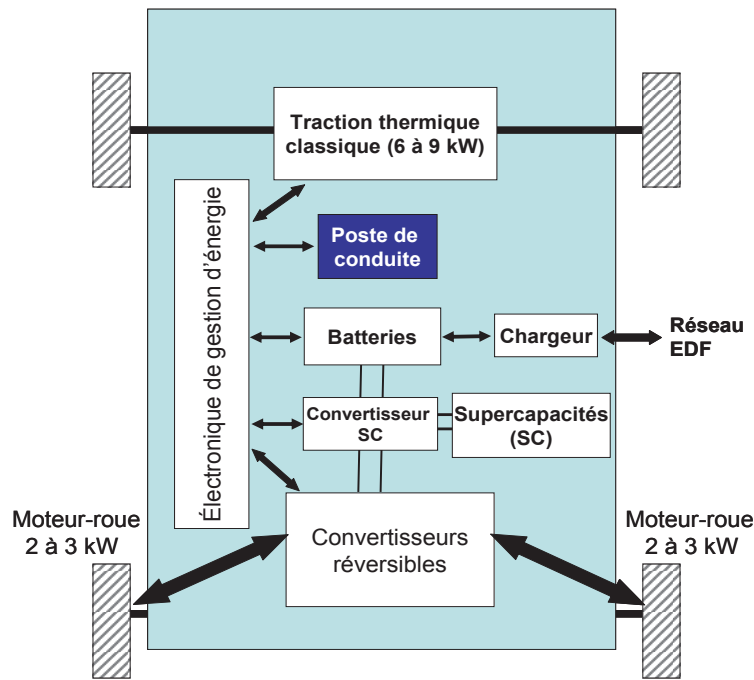 Traction thermique
classique (6 à 9 kW)
Électronique de gestion d’énergie
Poste de
conduite
Batteries
Chargeur
Réseau
EDF
Convertisseur
SC
Supercapacités
(SC)
Moteur-roue
2 à 3 kW
Convertisseurs
réversibles
Moteur-roue
2 à 3 kW